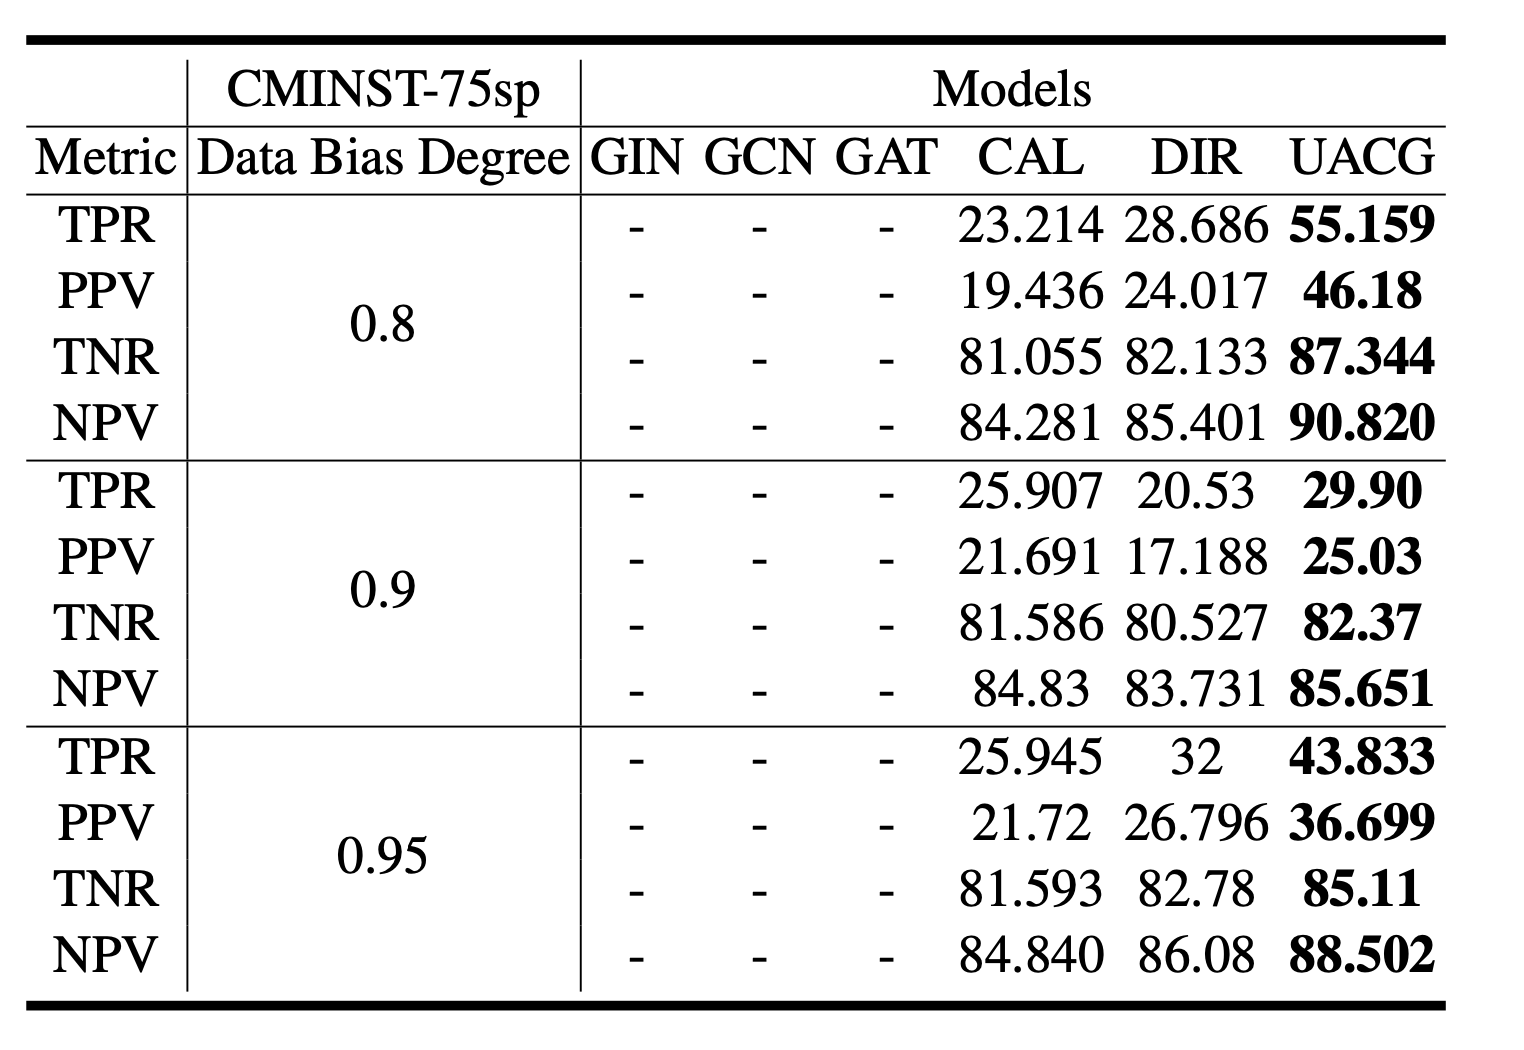 CMINST-75sp Models
Metric Data Bias Degree GIN GCN GAT CAL DIR UACG
TPR - - - 23.214 28.686 55.159
PPV - - - 19.436 24.017 46.18
0.8
TNR - - - 81.055 82.133 87.344
NPV - - - 84.281 85.401 90.820
TPR - - - 25.907 20.53 29.90
PPV - - - 21.691 17.188 25.03
0.9
TNR - - - 81.586 80.527 82.37
NPV - - - 84.83 83.731 85.651
TPR - - - 25.945 32 43.833
PPV - - - 21.72 26.796 36.699
0.95
TNR - - - 81.593 82.78 85.11
NPV - - - 84.840 86.08 88.502